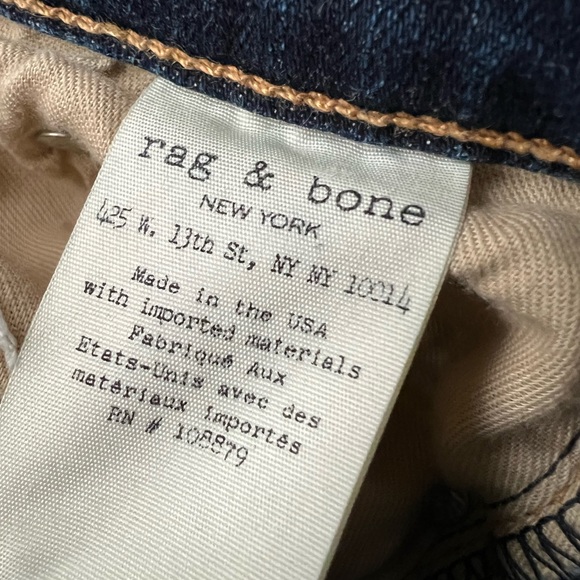 rag & bone
NEW YORK
425 W. 13th St, NY NY 10014
Made in the USA
with imported materials
Fabriqué Aux
Etats-Unis avec des
matériaux importés
RN # 108879